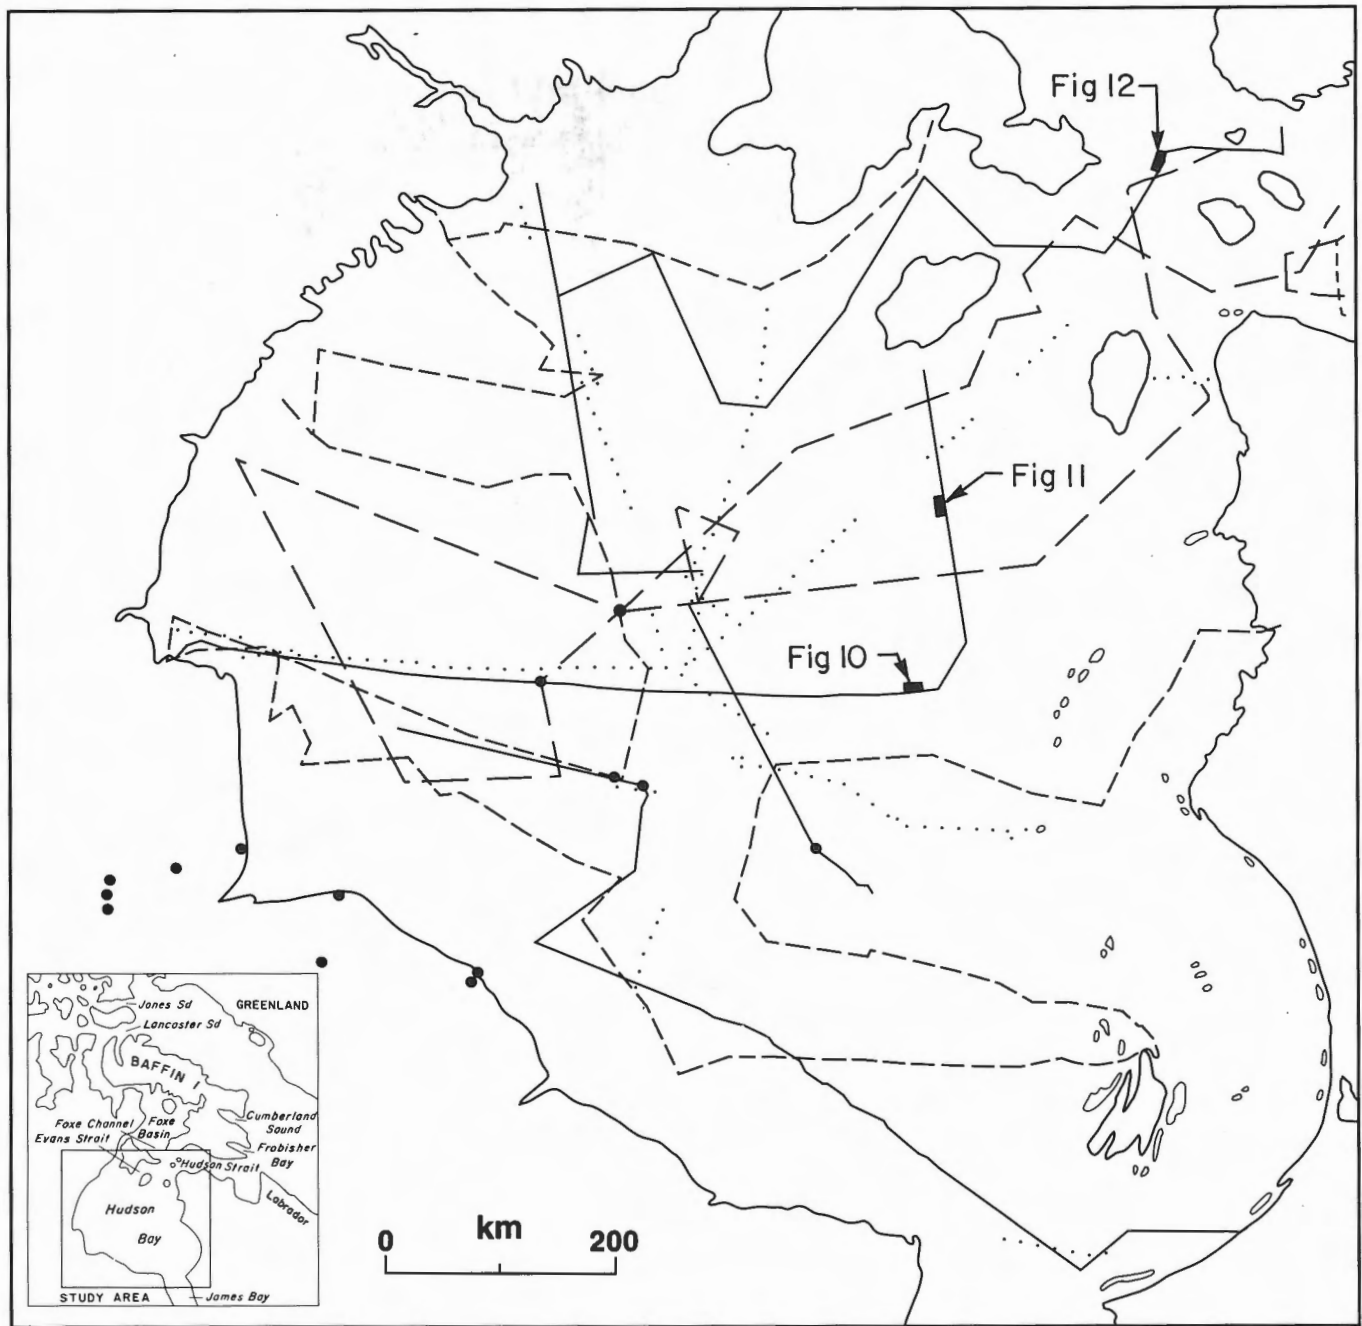 Fig 12
Fig 11
Fig 10
km
0 200
Jones Sd
GREENLAND
Lancaster Sd
BAFFIN I
Foxe Channel
Foxe
Basin
Evans Strait
Cumberland
Sound
Frobisher
Bay
Hudson Strait
Labrador
Hudson
Bay
STUDY AREA
James Bay